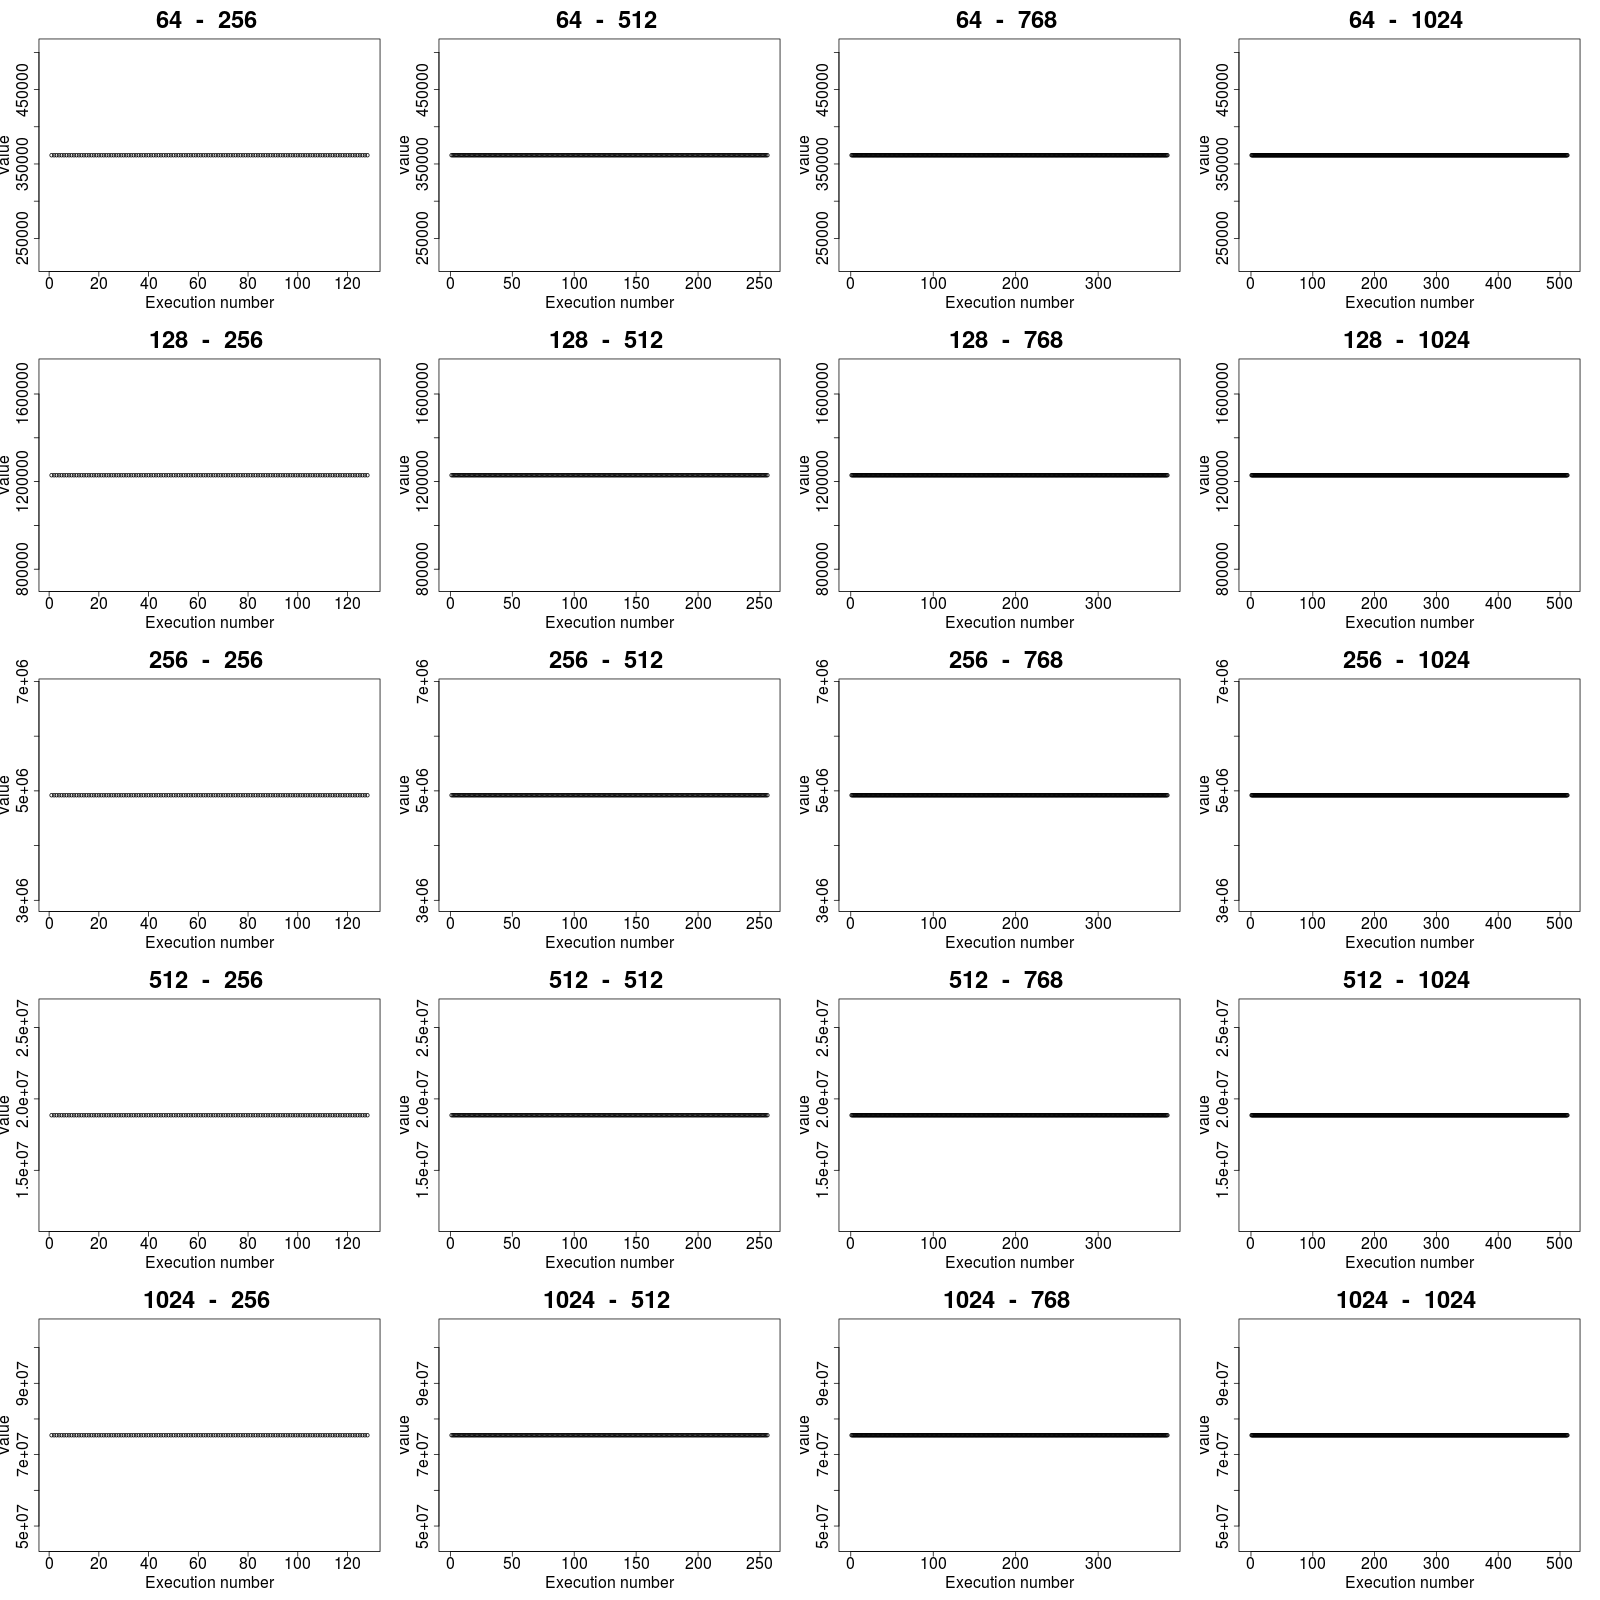 64 - 256
64 - 512
64 - 768
64 - 1024
450000
350000
250000
value
0 20 40 60 80 100 120
Execution number
450000
350000
250000
value
0 50 100 150 200 250
Execution number
450000
350000
250000
value
0 100 200 300
Execution number
450000
350000
250000
value
0 100 200 300 400 500
Execution number
128 - 256
128 - 512
128 - 768
128 - 1024
1600000
1200000
800000
value
0 20 40 60 80 100 120
Execution number
1600000
1200000
800000
value
0 50 100 150 200 250
Execution number
1600000
1200000
800000
value
0 100 200 300
Execution number
1600000
1200000
800000
value
0 100 200 300 400 500
Execution number
256 - 256
256 - 512
256 - 768
256 - 1024
7e+06
5e+06
3e+06
value
0 20 40 60 80 100 120
Execution number
7e+06
5e+06
3e+06
value
0 50 100 150 200 250
Execution number
7e+06
5e+06
3e+06
value
0 100 200 300
Execution number
7e+06
5e+06
3e+06
value
0 100 200 300 400 500
Execution number
512 - 256
512 - 512
512 - 768
512 - 1024
2.5e+07
2.0e+07
1.5e+07
value
0 20 40 60 80 100 120
Execution number
2.5e+07
2.0e+07
1.5e+07
value
0 50 100 150 200 250
Execution number
2.5e+07
2.0e+07
1.5e+07
value
0 100 200 300
Execution number
2.5e+07
2.0e+07
1.5e+07
value
0 100 200 300 400 500
Execution number
1024 - 256
1024 - 512
1024 - 768
1024 - 1024
9e+07
7e+07
5e+07
value
0 20 40 60 80 100 120
Execution number
9e+07
7e+07
5e+07
value
0 50 100 150 200 250
Execution number
9e+07
7e+07
5e+07
value
0 100 200 300
Execution number
9e+07
7e+07
5e+07
value
0 100 200 300 400 500
Execution number